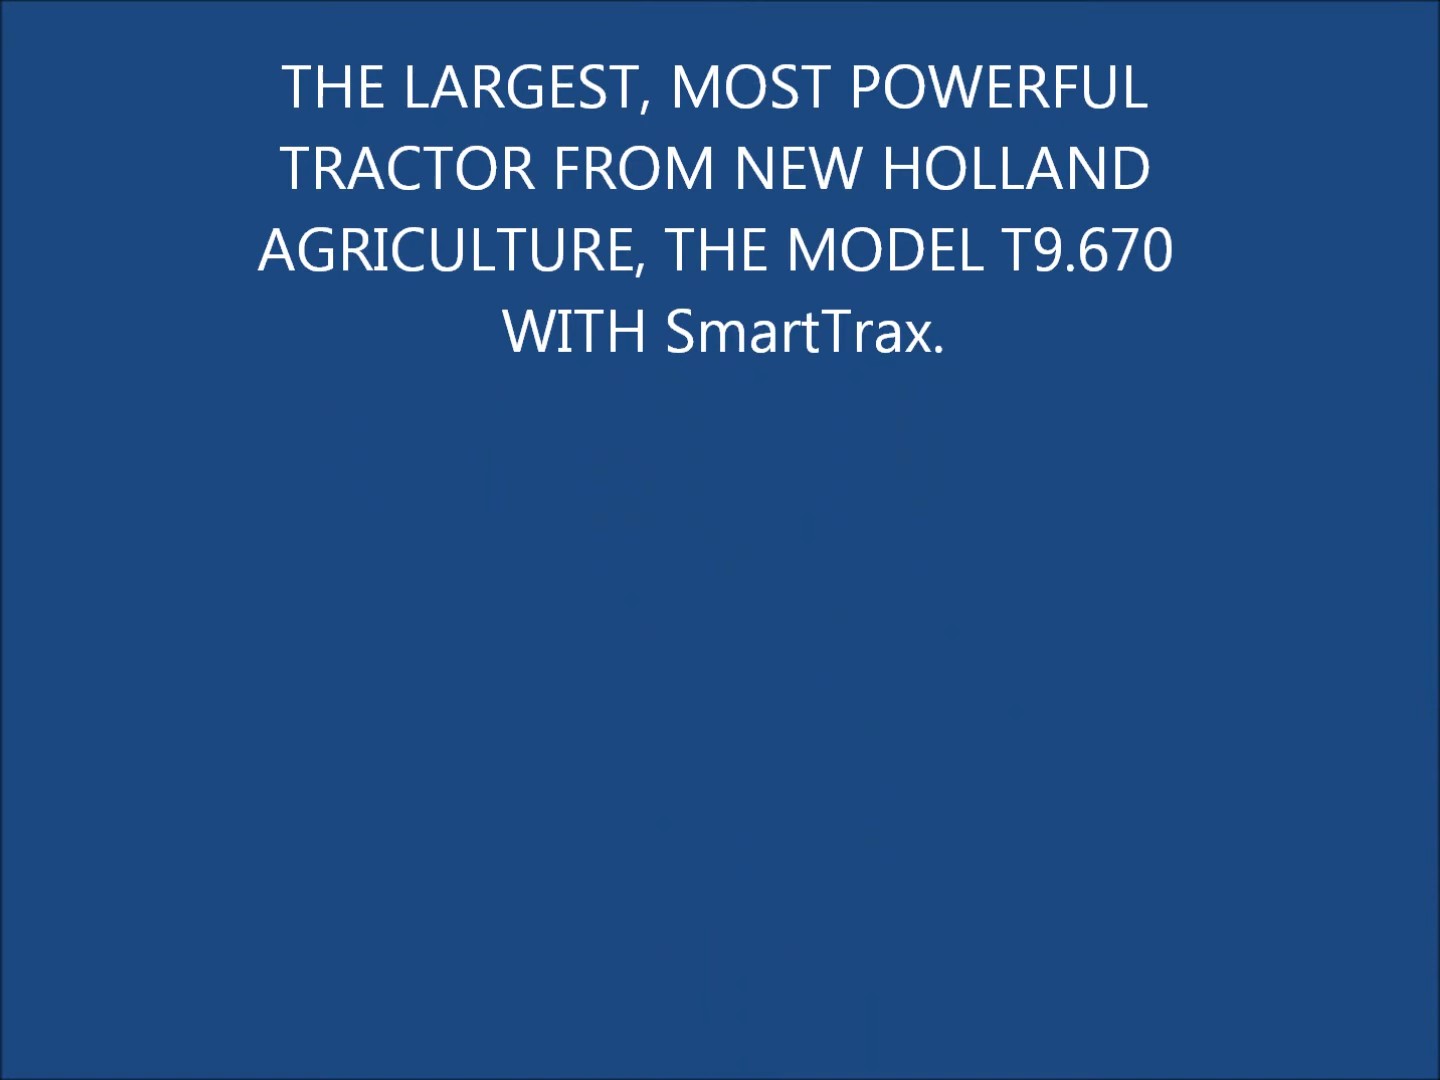 THE LARGEST, MOST POWERFUL
TRACTOR FROM NEW HOLLAND
AGRICULTURE, THE MODEL T9.670
WITH SmartTrax.